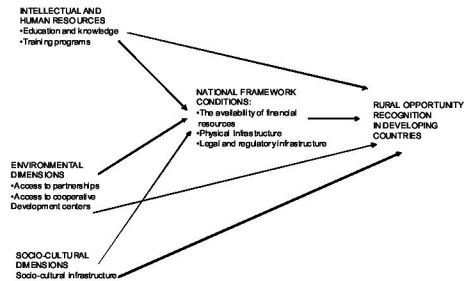 INTELLECTUAL AND
HUMAN RESOURCES
•Education and knowledge
•Training programs
NATIONAL FRAMEWORK
CONDITIONS:
•The availability of financial
resources
•Physical Infrastructure
•Legal and regulatory infrastructure
RURAL OPPORTUNITY
RECOGNITION
IN DEVELOPING
COUNTRIES
ENVIRONMENTAL
DIMENSIONS
•Access to partnerships
•Access to cooperative
Development centers
SOCIO-CULTURAL
DIMENSIONS
Socio-cultural infrastructure